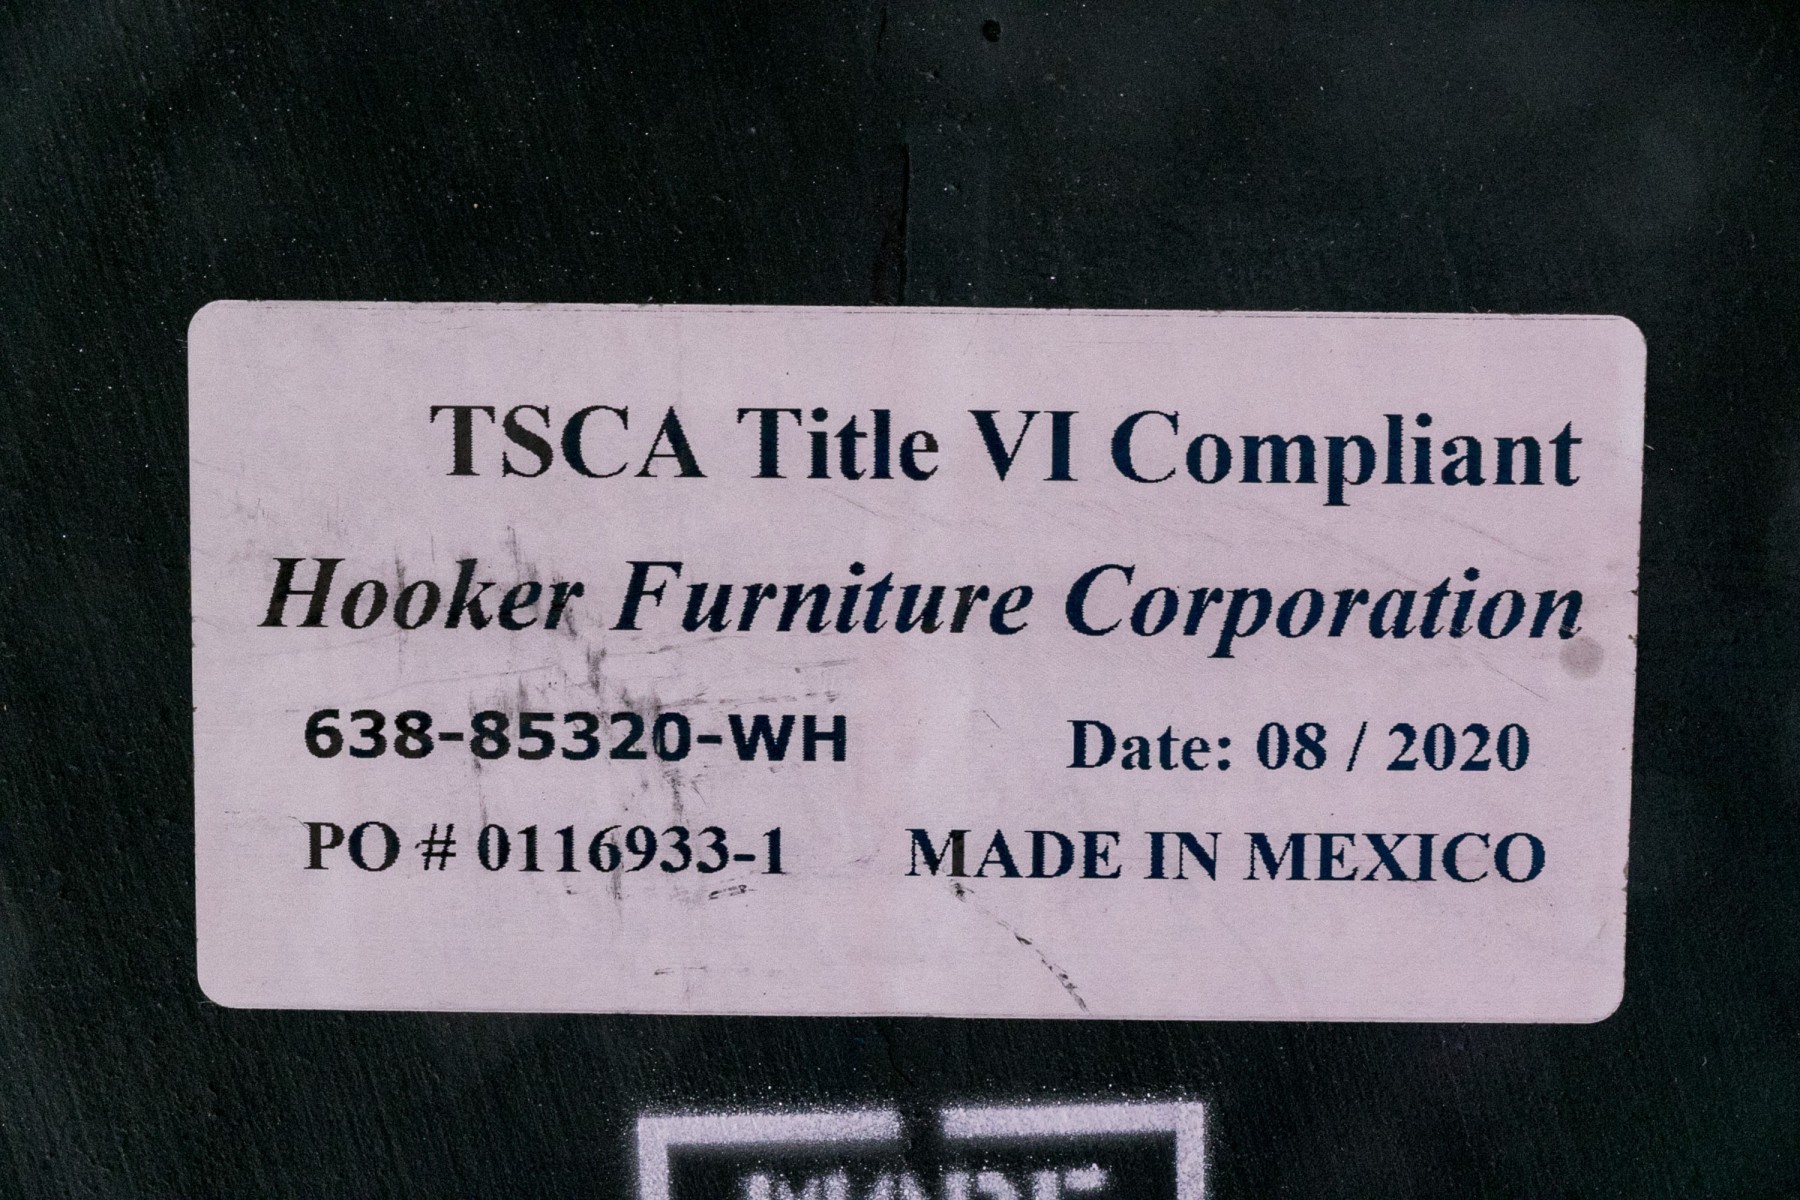 TSCA Title VI Compliant
Hooker Furniture Corporation
638-85320-WH Date: 08 / 2020
PO # 0116933-1 MADE IN MEXICO
MADE